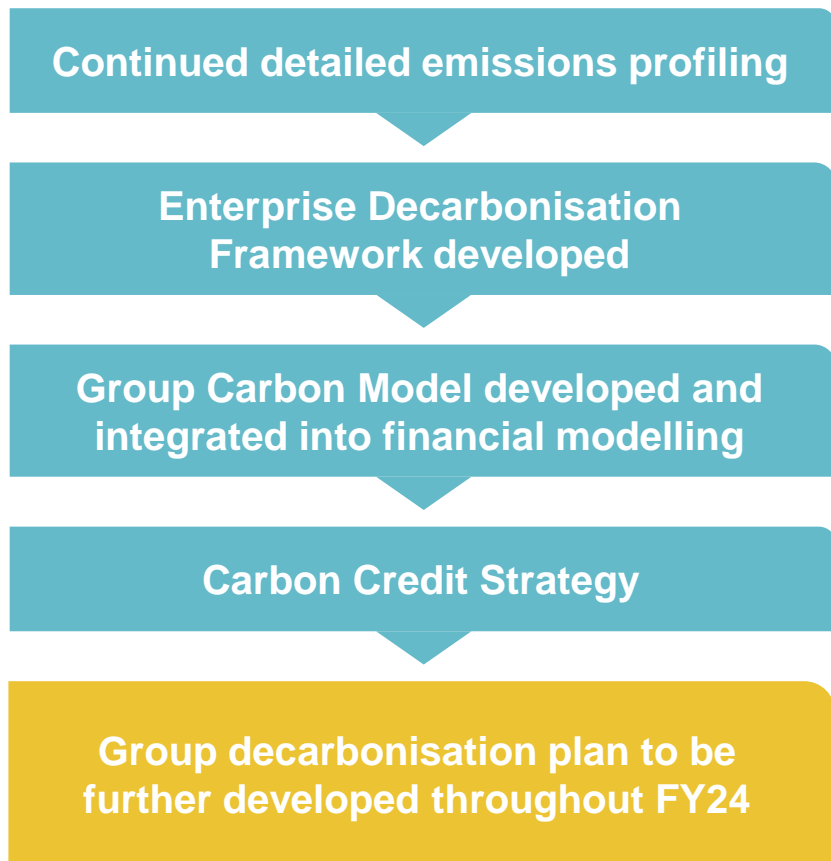 Continued detailed emissions profiling
Enterprise Decarbonisation
Framework developed
Group Carbon Model developed and
integrated into financial modelling
Carbon Credit Strategy
Group decarbonisation plan to be
further developed throughout FY24